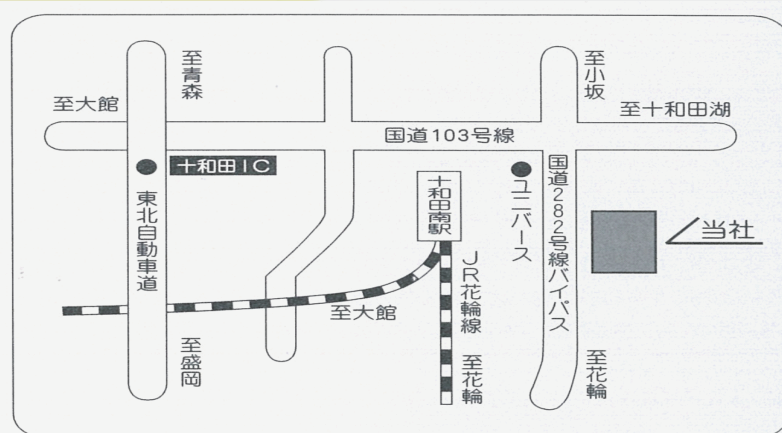 至青森
至小坂
至大館
至十和田湖
国道103号線
十和田IC
十和田南駅
ユニバース
国道282号線バイパス
当社
東北自動車道
JR花輪線
至大館
至盛岡
至花輪
至花輪